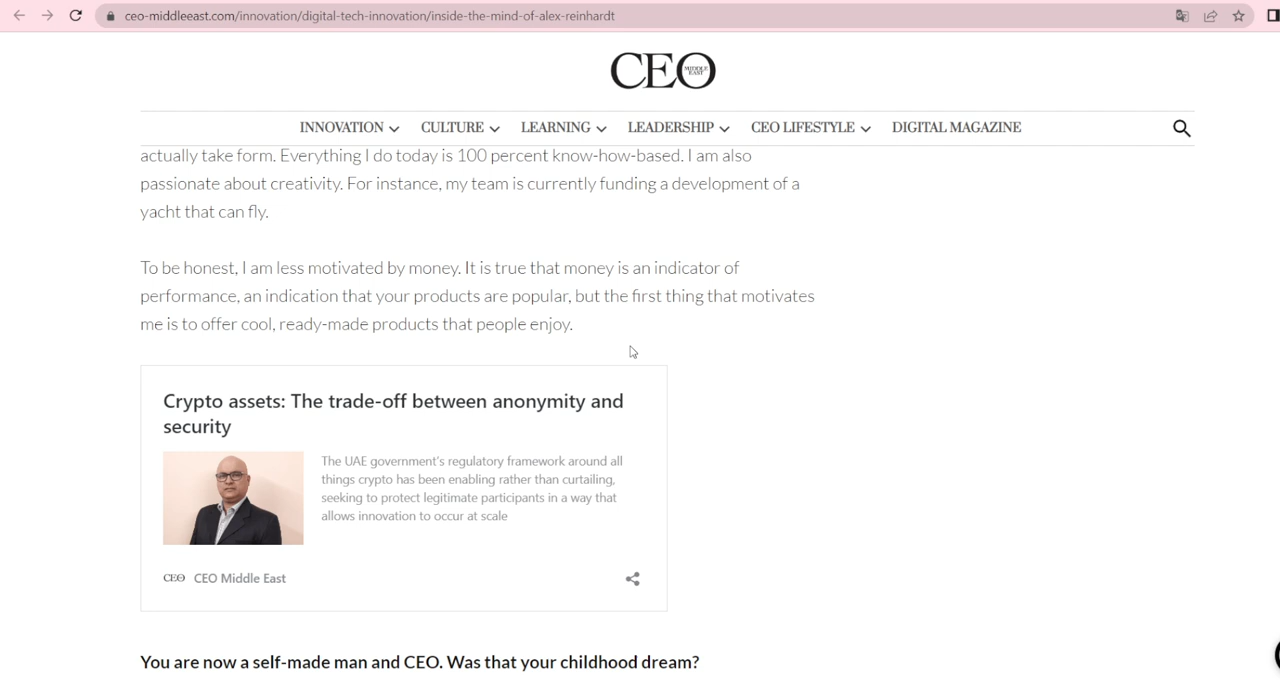 ceo-middleeast.com/innovation/digital-tech-innovation/inside-the-mind-of-alex-reinhardt
CEO
MIDDLE
EAST
INNOVATION CULTURE LEARNING LEADERSHIP CEO LIFESTYLE DIGITAL MAGAZINE
actually take form. Everything I do today is 100 percent know-how-based. I am also
passionate about creativity. For instance, my team is currently funding a development of a
yacht that can fly.
To be honest, I am less motivated by money. It is true that money is an indicator of
performance, an indication that your products are popular, but the first thing that motivates
me is to offer cool, ready-made products that people enjoy.
Crypto assets: The trade-off between anonymity and
security
The UAE government's regulatory framework around all
things crypto has been enabling rather than curtailing,
seeking to protect legitimate participants in a way that
allows innovation to occur at scale
CEO CEO Middle East
You are now a self-made man and CEO. Was that your childhood dream?